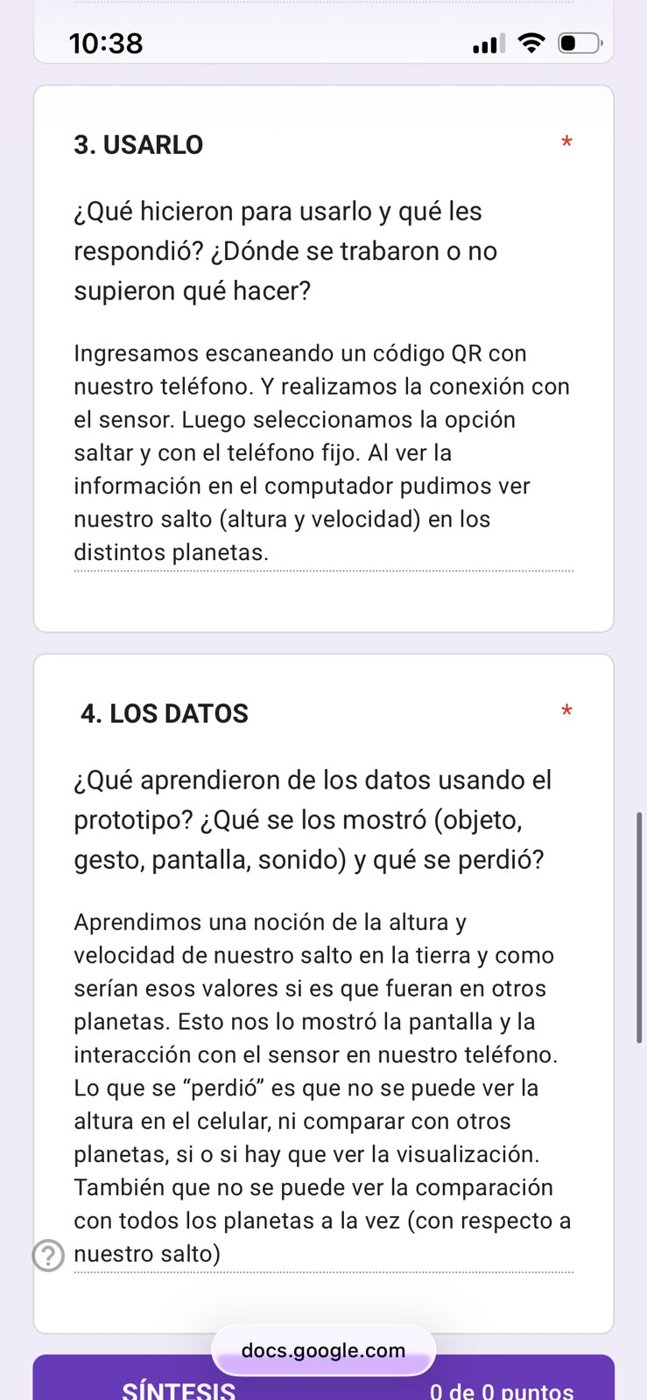 10:38
3. USARLO *
¿Qué hicieron para usarlo y qué les
respondió? ¿Dónde se trabaron o no
supieron qué hacer?
Ingresamos escaneando un código QR con
nuestro teléfono. Y realizamos la conexión con
el sensor. Luego seleccionamos la opción
saltar y con el teléfono fijo. Al ver la
información en el computador pudimos ver
nuestro salto (altura y velocidad) en los
distintos planetas.
4. LOS DATOS *
¿Qué aprendieron de los datos usando el
prototipo? ¿Qué se los mostró (objeto,
gesto, pantalla, sonido) y qué se perdió?
Aprendimos una noción de la altura y
velocidad de nuestro salto en la tierra y como
serían esos valores si es que fueran en otros
planetas. Esto nos lo mostró la pantalla y la
interacción con el sensor en nuestro teléfono.
Lo que se “perdió” es que no se puede ver la
altura en el celular, ni comparar con otros
planetas, si o si hay que ver la visualización.
También que no se puede ver la comparación
con todos los planetas a la vez (con respecto a
? nuestro salto)
docs.google.com
SÍNTESIS 0 de 0 puntos